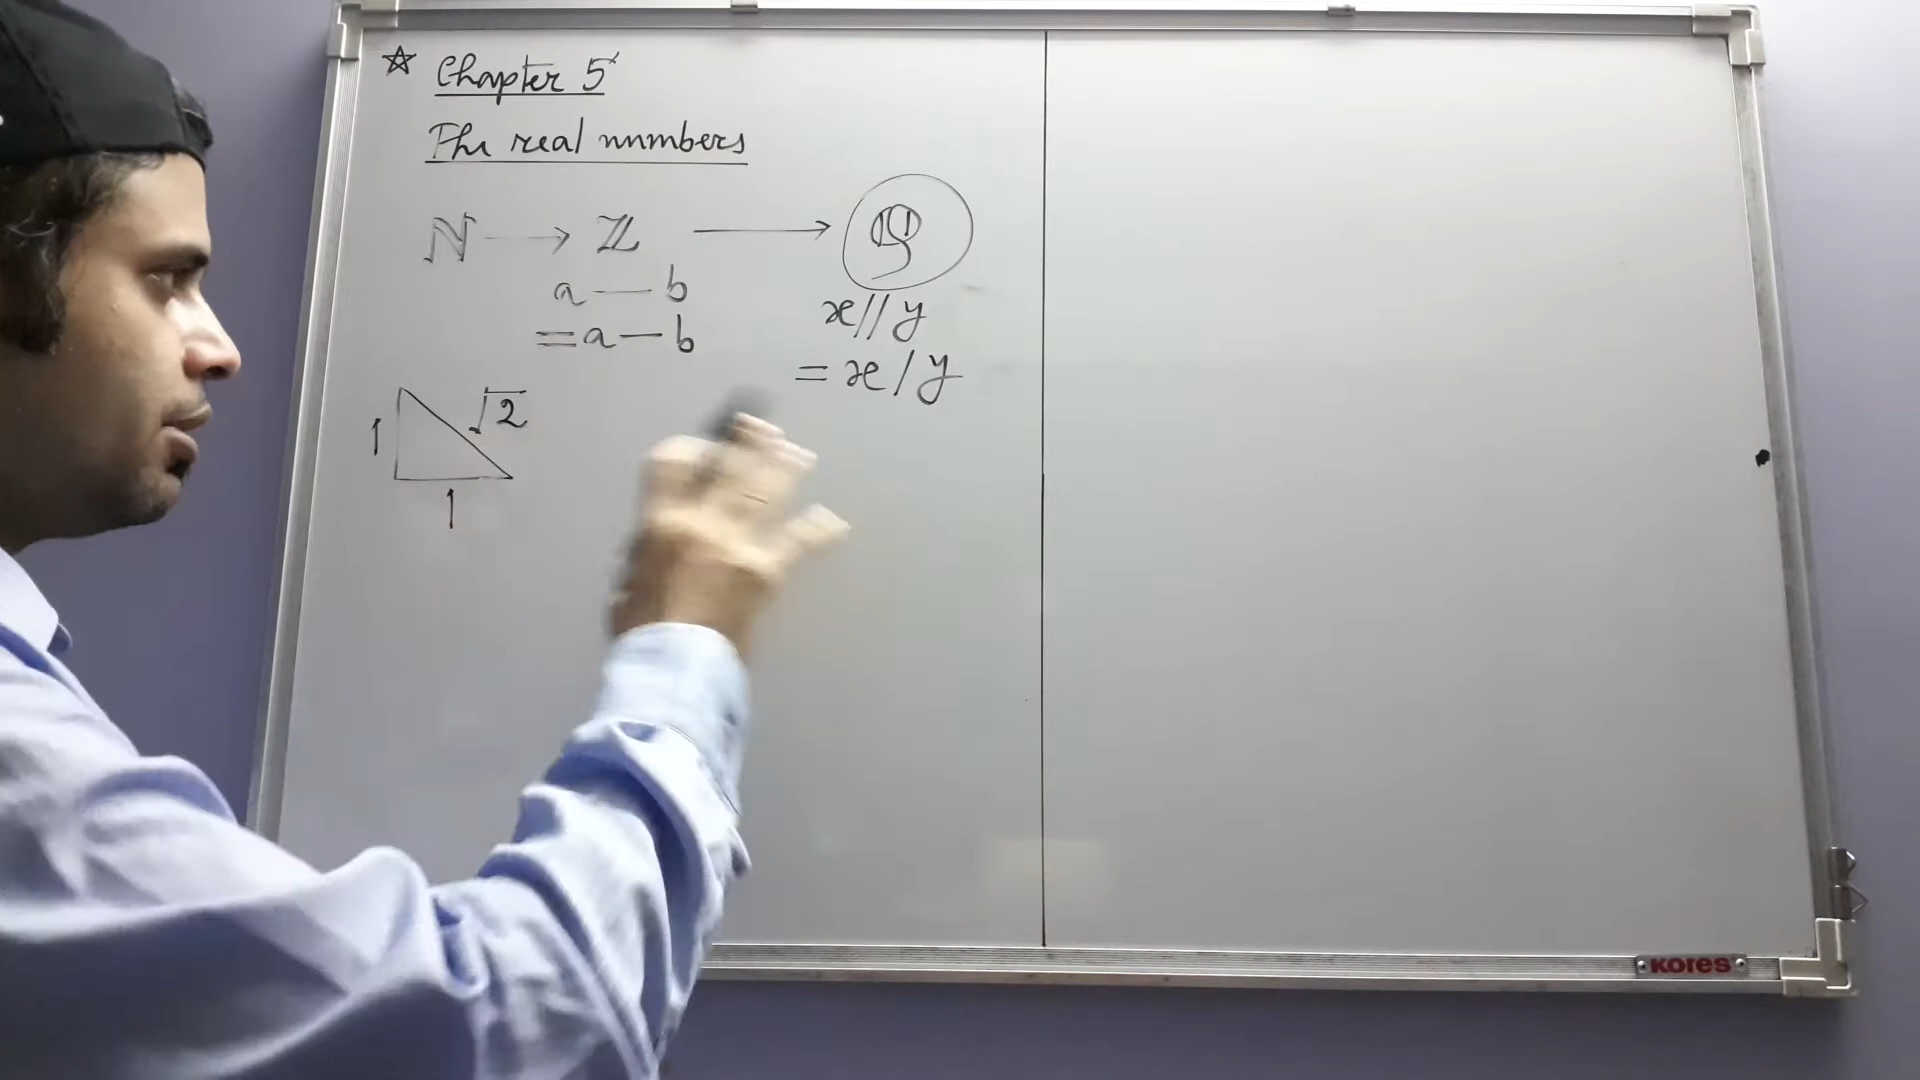 ☆ Chapter 5
The real numbers
ℕ → ℤ → ℚ
a — b
= a — b
x//y
= x/y
1
√2
1
KORES